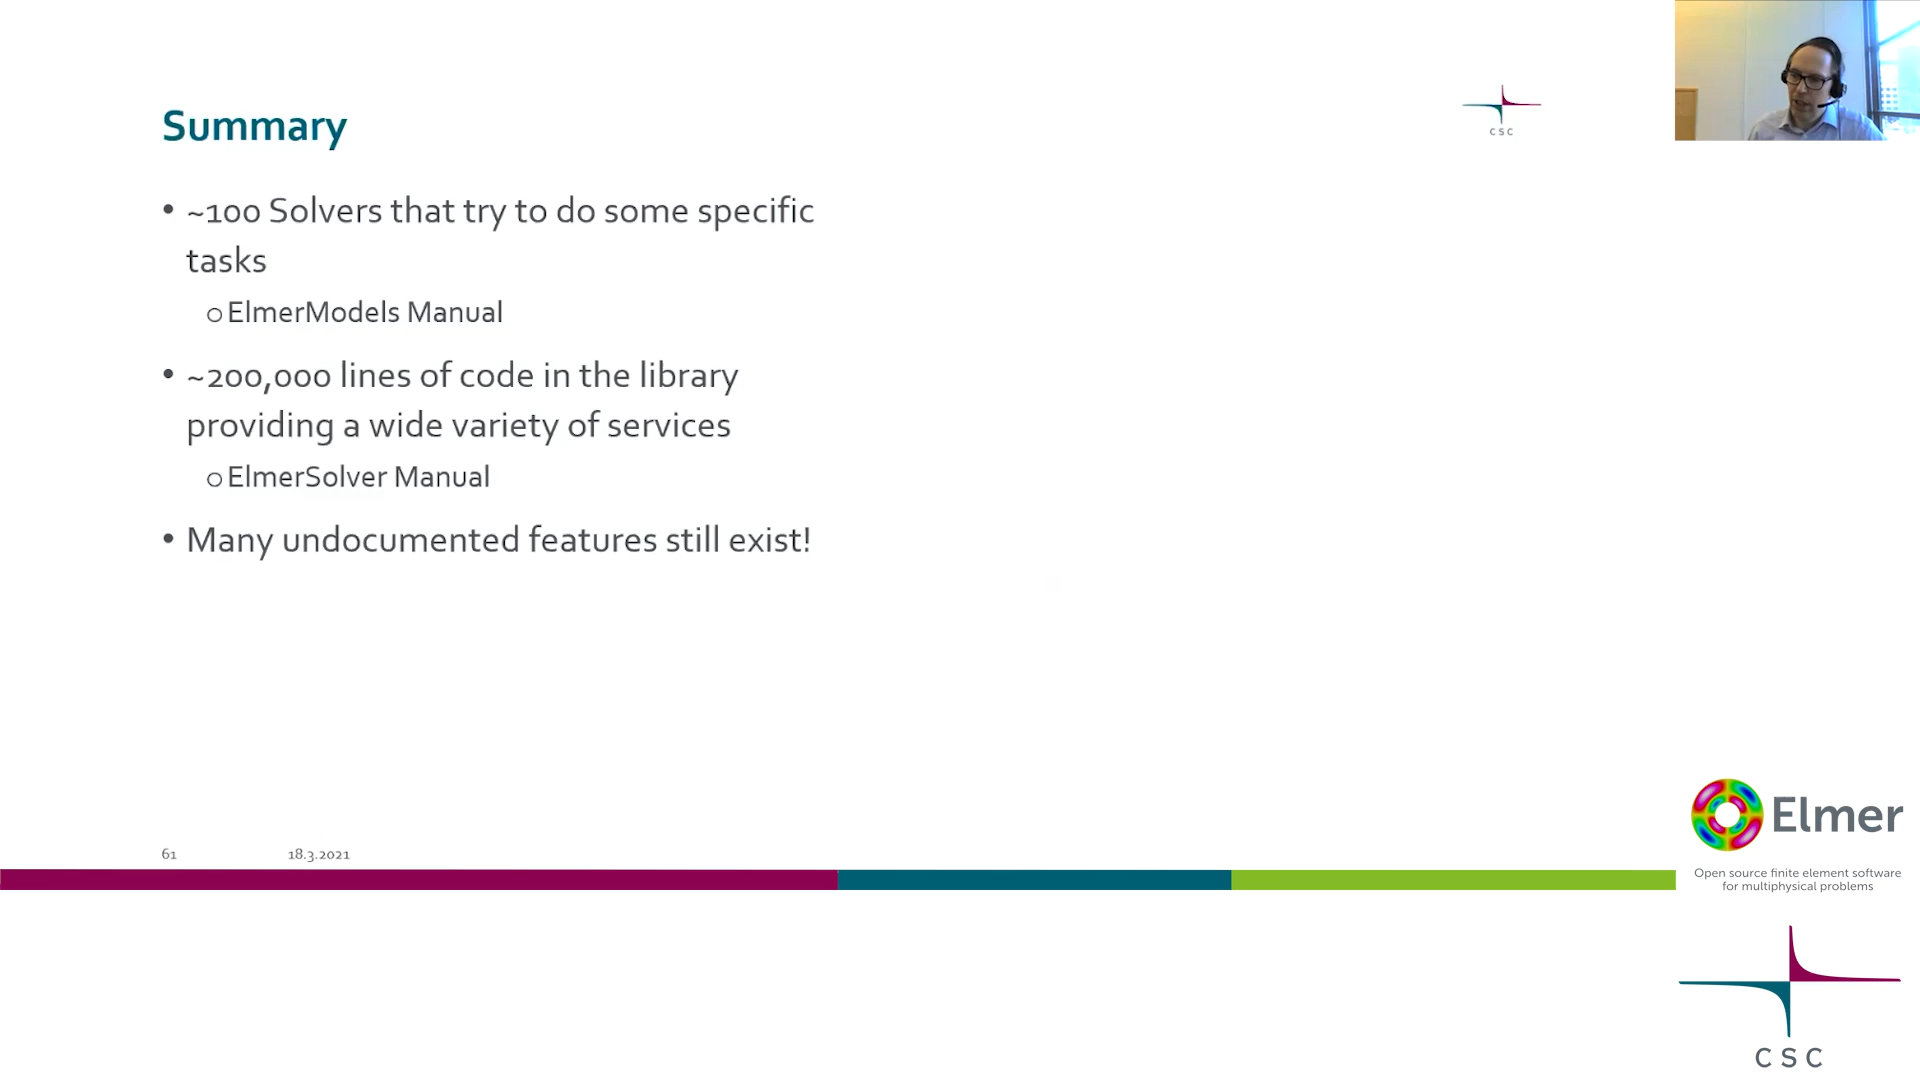 Summary
CSC
• ~100 Solvers that try to do some specific
tasks
o ElmerModels Manual
• ~200,000 lines of code in the library
providing a wide variety of services
o ElmerSolver Manual
• Many undocumented features still exist!
61 18.3.2021
Elmer
Open source finite element software
for multiphysical problems
CSC